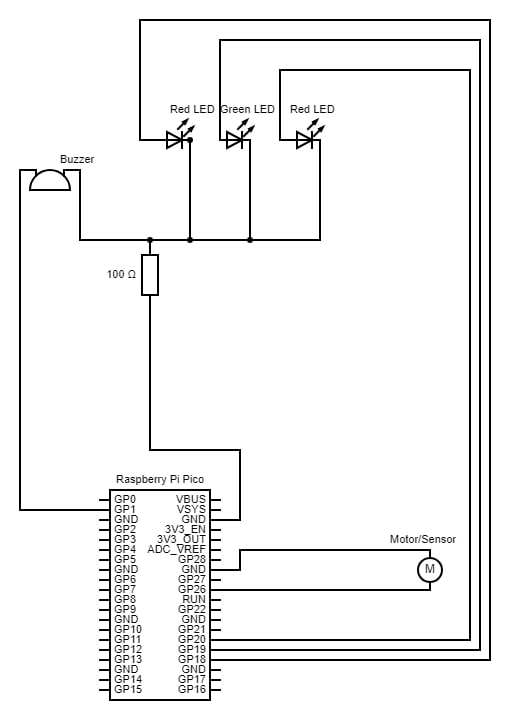 Red LED Green LED Red LED
Buzzer
100 Ω
Raspberry Pi Pico
GP0 VBUS
GP1 VSYS
GND GND
GP2 3V3_EN
GP3 3V3_OUT
GP4 ADC_VREF
GP5 GP28
GND GND
GP6 GP27
GP7 GP26
GP8 RUN
GP9 GP22
GND GND
GP10 GP21
GP11 GP20
GP12 GP19
GP13 GP18
GND GND
GP14 GP17
GP15 GP16
Motor/Sensor
M